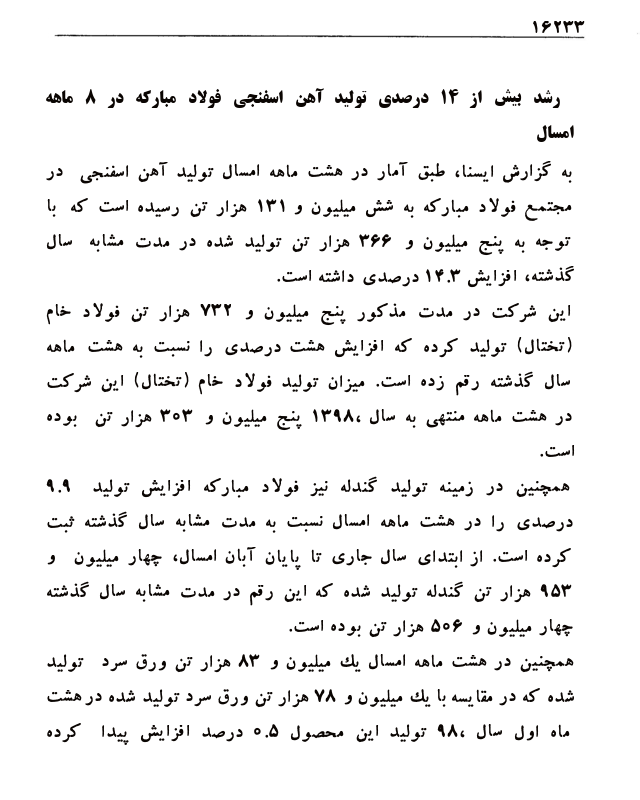 ۱۶۲۳۳
رشد بیش از ۱۴ درصدی تولید آهن اسفنجی فولاد مبارکه در ۸ ماهه
امسال
به گزارش ایسنا، طبق آمار در هشت ماهه امسال تولید آهن اسفنجی در
مجتمع فولاد مبارکه به شش میلیون و ۱۳۱ هزار تن رسیده است که با
توجه به پنج میلیون و ۳۶۶ هزار تن تولید شده در مدت مشابه سال
گذشته، افزایش ۱۴.۳ درصدی داشته است.
این شرکت در مدت مذکور پنج میلیون و ۷۳۲ هزار تن فولاد خام
(تختال) تولید کرده که افزایش هشت درصدی را نسبت به هشت ماهه
سال گذشته رقم زده است. میزان تولید فولاد خام (تختال) این شرکت
در هشت ماهه منتهی به سال ،۱۳۹۸ پنج میلیون و ۳۰۳ هزار تن بوده
است.
همچنین در زمینه تولید گندله نیز فولاد مبارکه افزایش تولید ۹.۹
درصدی را در هشت ماهه امسال نسبت به مدت مشابه سال گذشته ثبت
کرده است. از ابتدای سال جاری تا پایان آبان امسال، چهار میلیون و
۹۵۳ هزار تن گندله تولید شده که این رقم در مدت مشابه سال گذشته
چهار میلیون و ۵۰۶ هزار تن بوده است.
همچنین در هشت ماهه امسال یك میلیون و ۸۳ هزار تن ورق سرد تولید
شده که در مقایسه با یك میلیون و ۷۸ هزار تن ورق سرد تولید شده در هشت
ماه اول سال ،۹۸ تولید این محصول ۰.۵ درصد افزایش پیدا کرده